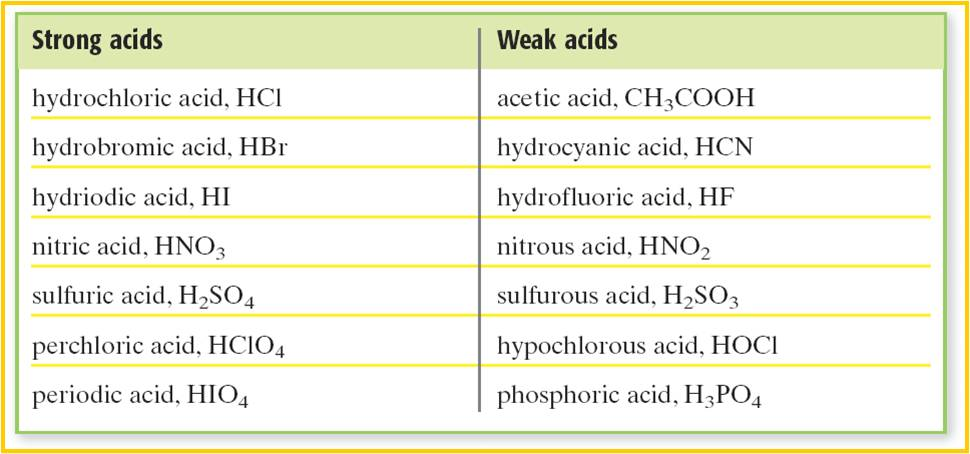 Strong acids Weak acids
hydrochloric acid, HCl acetic acid, CH₃COOH
hydrobromic acid, HBr hydrocyanic acid, HCN
hydriodic acid, HI hydrofluoric acid, HF
nitric acid, HNO₃ nitrous acid, HNO₂
sulfuric acid, H₂SO₄ sulfurous acid, H₂SO₃
perchloric acid, HClO₄ hypochlorous acid, HOCl
periodic acid, HIO₄ phosphoric acid, H₃PO₄